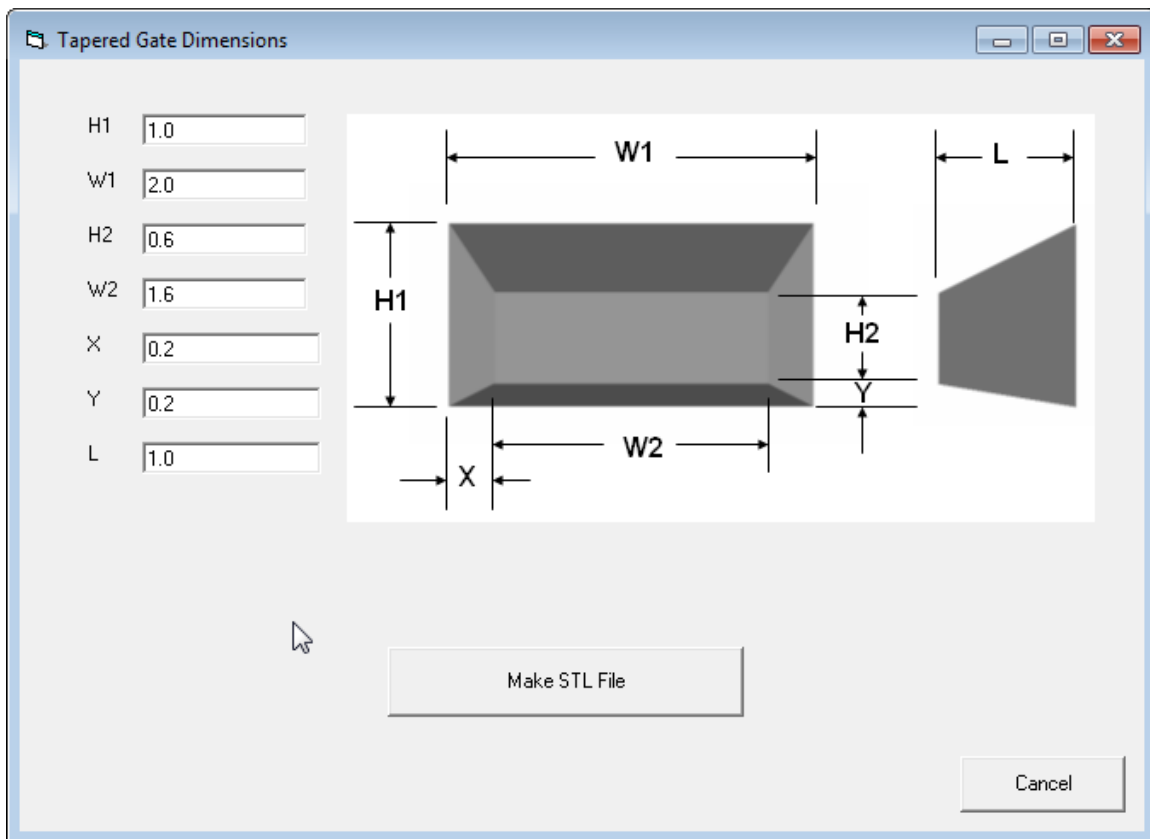 Tapered Gate Dimensions
H1 1.0
W1 2.0
H2 0.6
W2 1.6
X 0.2
Y 0.2
L 1.0
W1
L
H1
H2
Y
W2
X
Make STL File
Cancel